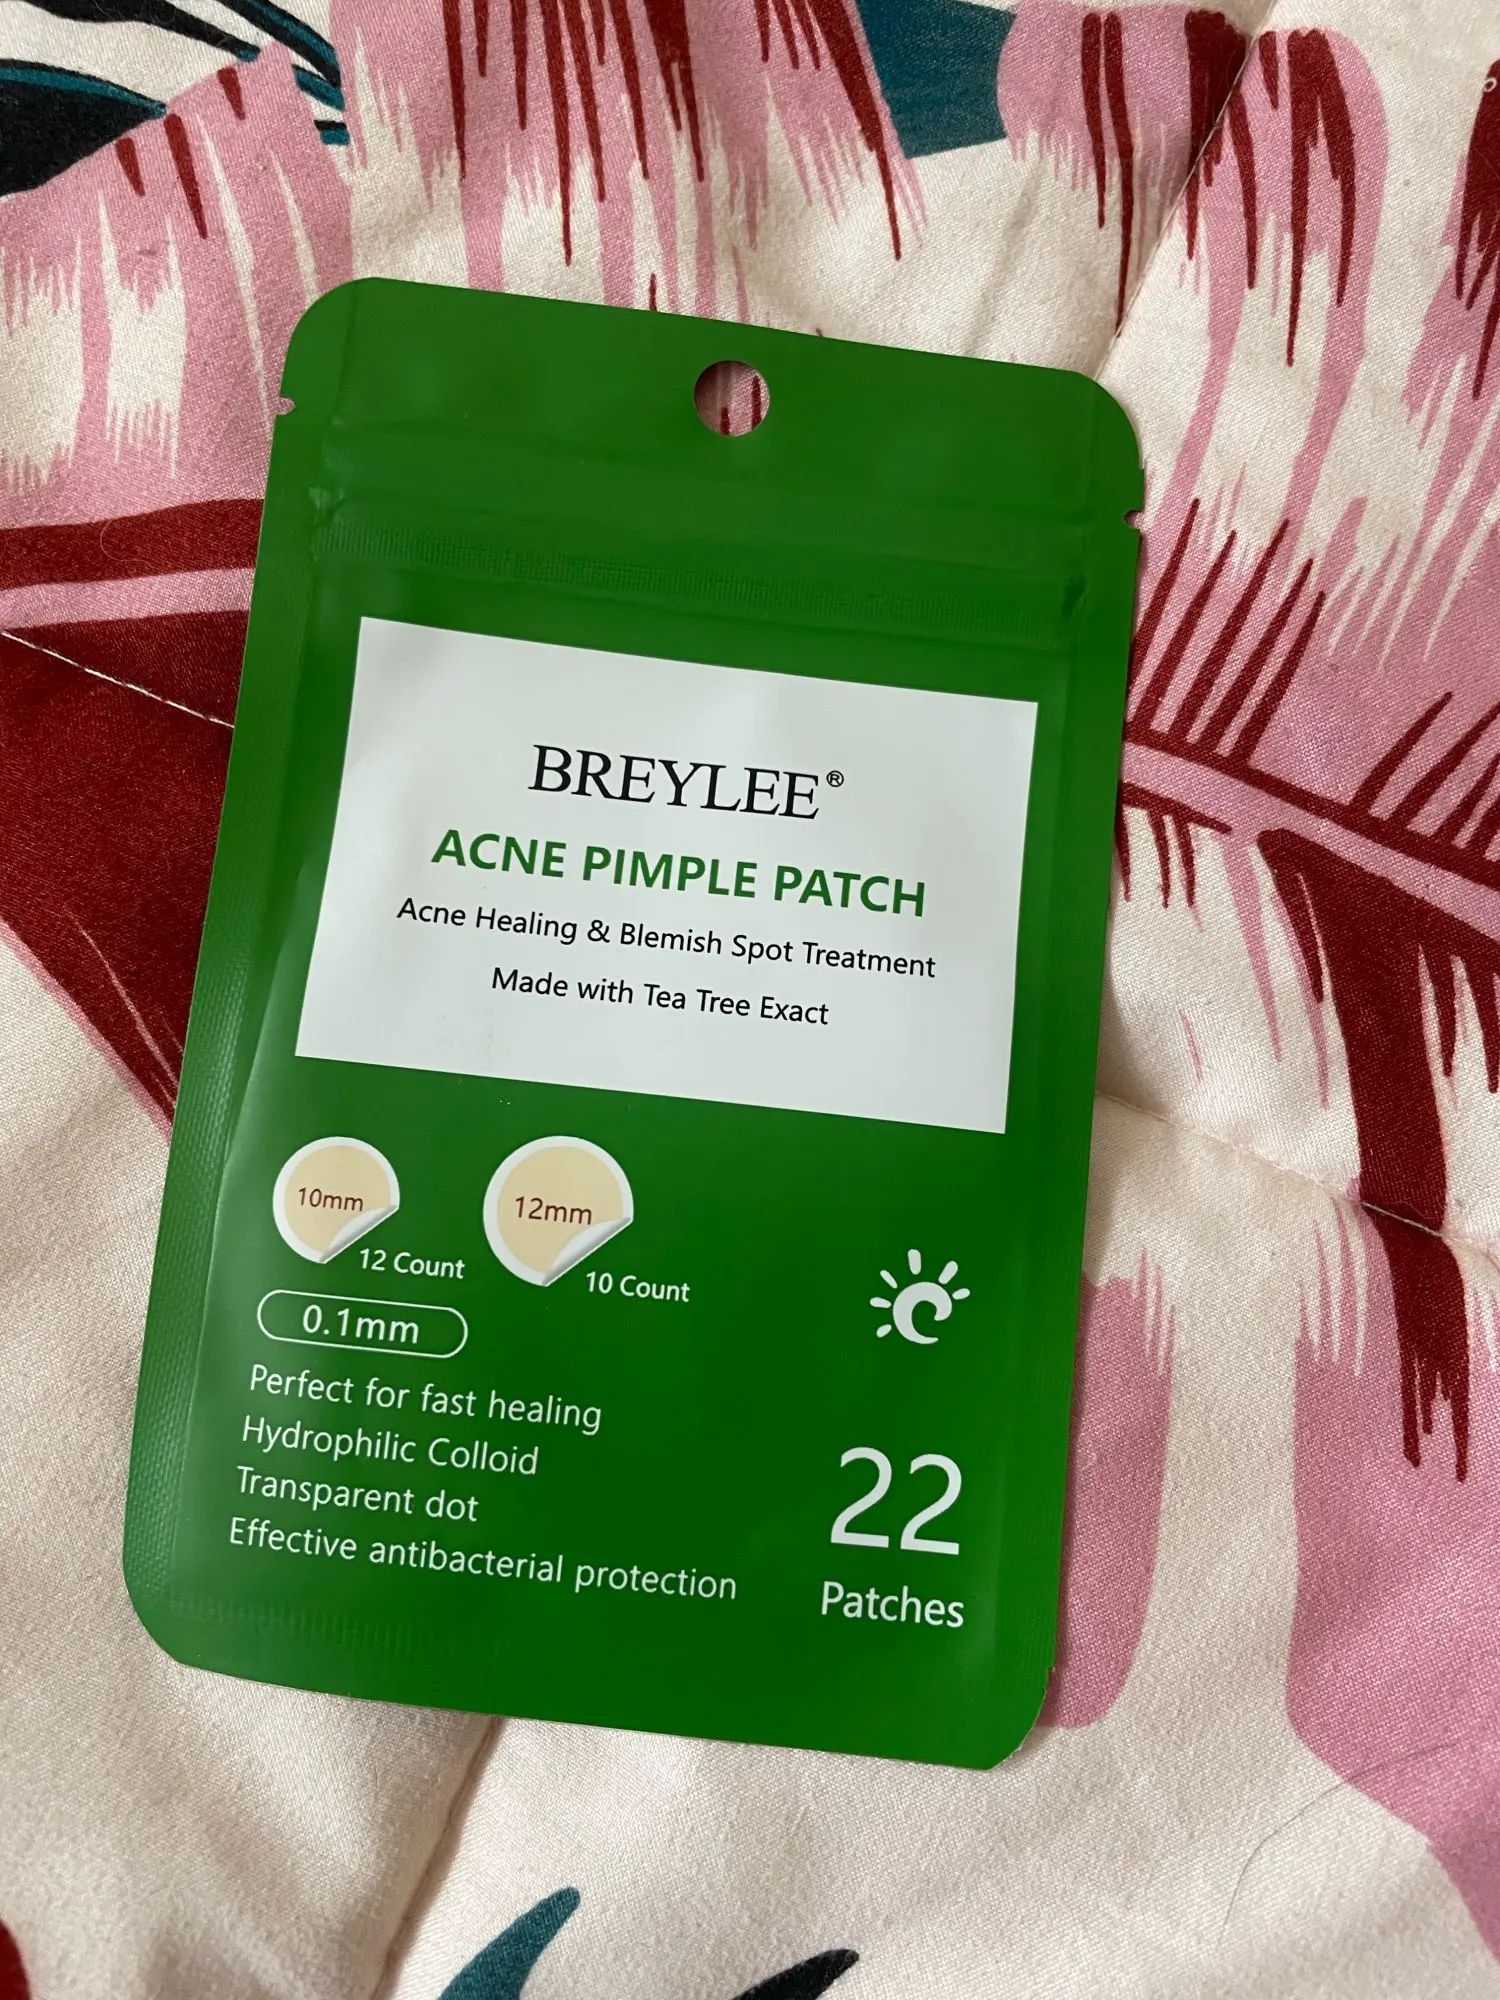 BREYLEE®
ACNE PIMPLE PATCH
Acne Healing & Blemish Spot Treatment
Made with Tea Tree Exact
10mm
12 Count
12mm
10 Count
0.1mm
Perfect for fast healing
Hydrophilic Colloid
Transparent dot
Effective antibacterial protection
22
Patches